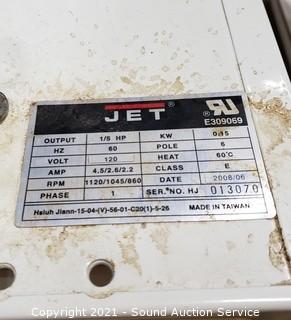 JET
E309069
OUTPUT 1/5 HP KW 0.15
HZ 60 POLE 6
VOLT 120 HEAT 60°C
AMP 4.5/2.6/2.2 CLASS E
RPM 1120/1045/860 DATE 2008/06
PHASE 1 SER.NO. HJ 013070
Hsiuh Jiann-15-04-(V)-56-01-C20(1)-5-26 MADE IN TAIWAN
Copyright © 2021 - Sound Auction Service